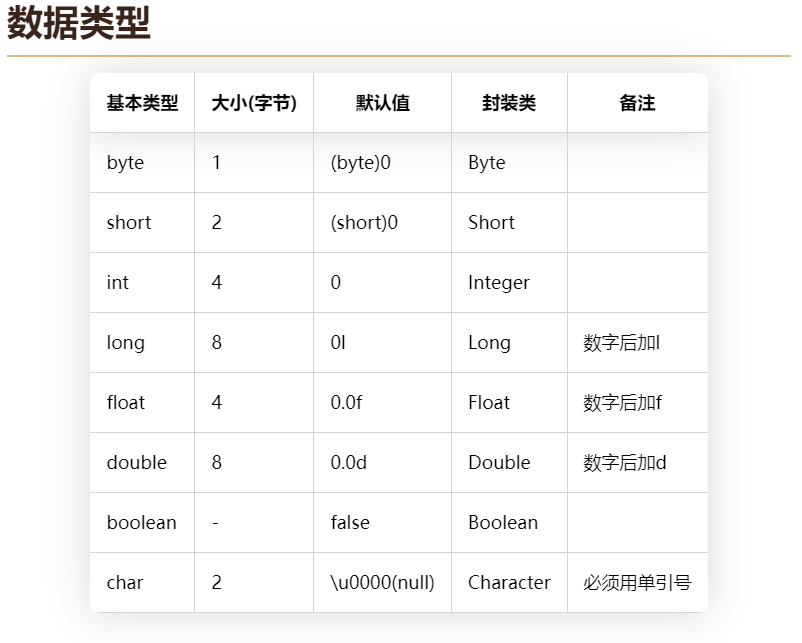 数据类型
基本类型 大小(字节) 默认值 封装类 备注
byte 1 (byte)0 Byte
short 2 (short)0 Short
int 4 0 Integer
long 8 0l Long 数字后加l
float 4 0.0f Float 数字后加f
double 8 0.0d Double 数字后加d
boolean - false Boolean
char 2 \u0000(null) Character 必须用单引号